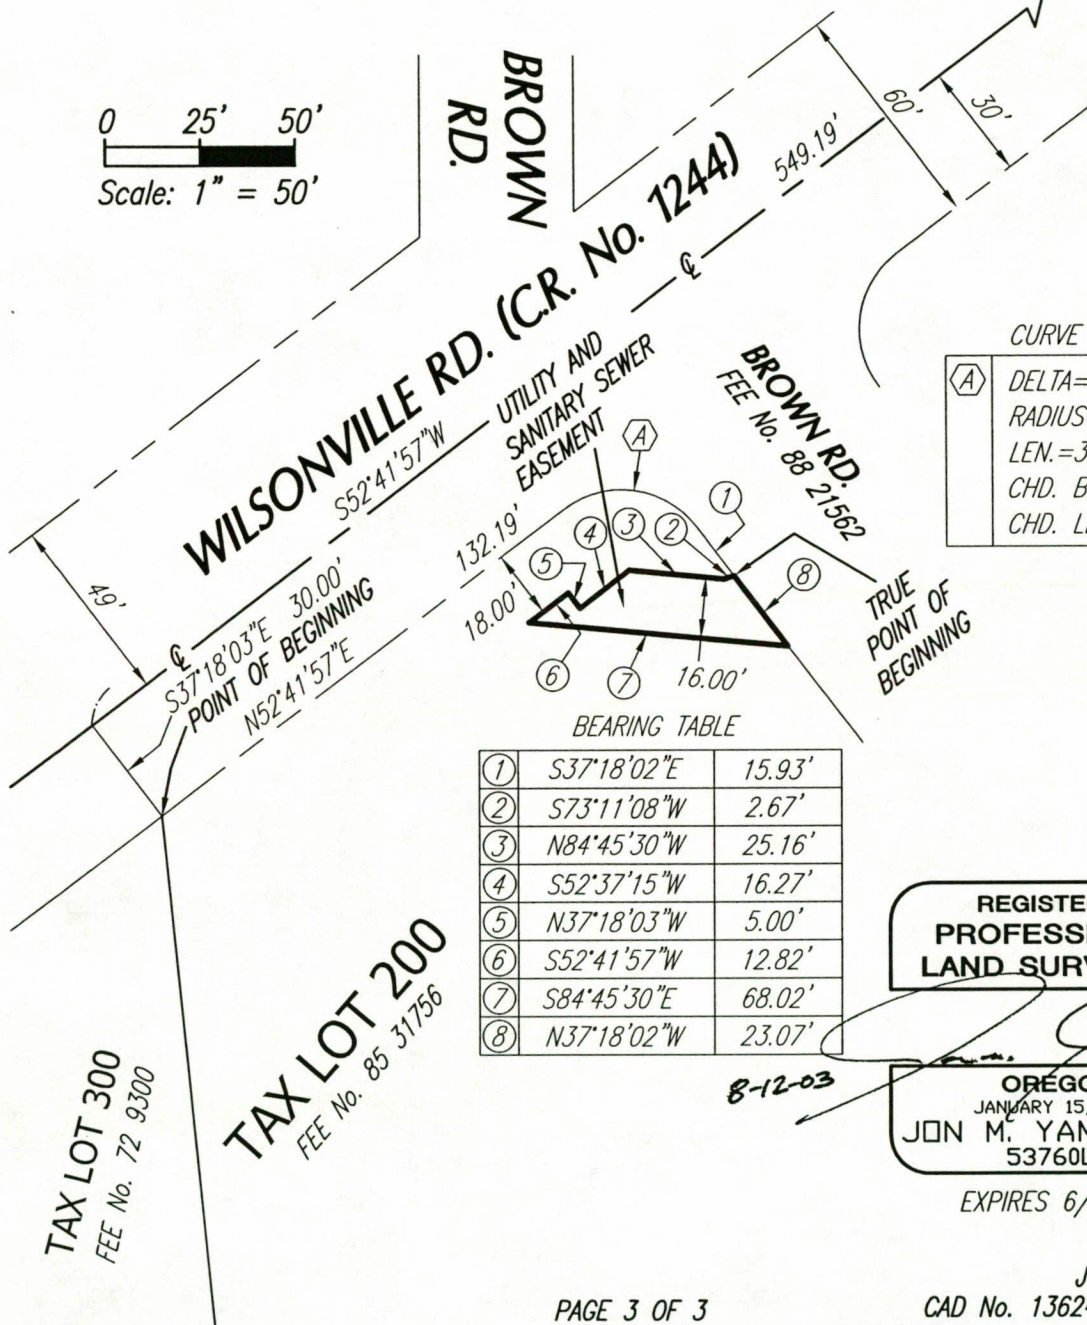 0 25' 50'
Scale: 1" = 50'
BROWN
RD.
60'
30'
549.19'
WILSONVILLE RD. (C.R. No. 1244)
℄
S52°41'57"W
UTILITY AND
SANITARY SEWER
EASEMENT
BROWN RD.
FEE No. 88 21562
CURVE
A DELTA=
RADIUS
LEN.=3
CHD. B
CHD.
49'
132.19'
18.00'
A
1
2
3
4
5
6
7
8
16.00'
TRUE
POINT OF
BEGINNING
℄
S37°18'03"E 30.00'
POINT OF BEGINNING
N52°41'57"E
BEARING TABLE
1 S37°18'02"E 15.93'
2 S73°11'08"W 2.67'
3 N84°45'30"W 25.16'
4 S52°37'15"W 16.27'
5 N37°18'03"W 5.00'
6 S52°41'57"W 12.82'
7 S84°45'30"E 68.02'
8 N37°18'02"W 23.07'
TAX LOT 200
FEE No. 85 31756
TAX LOT 300
FEE No. 72 9300
REGISTE
PROFESS
LAND SURV
8-12-03
OREGO
JANUARY 15,
JON M. YAM
53760L
EXPIRES 6/
J
PAGE 3 OF 3
CAD No. 1362